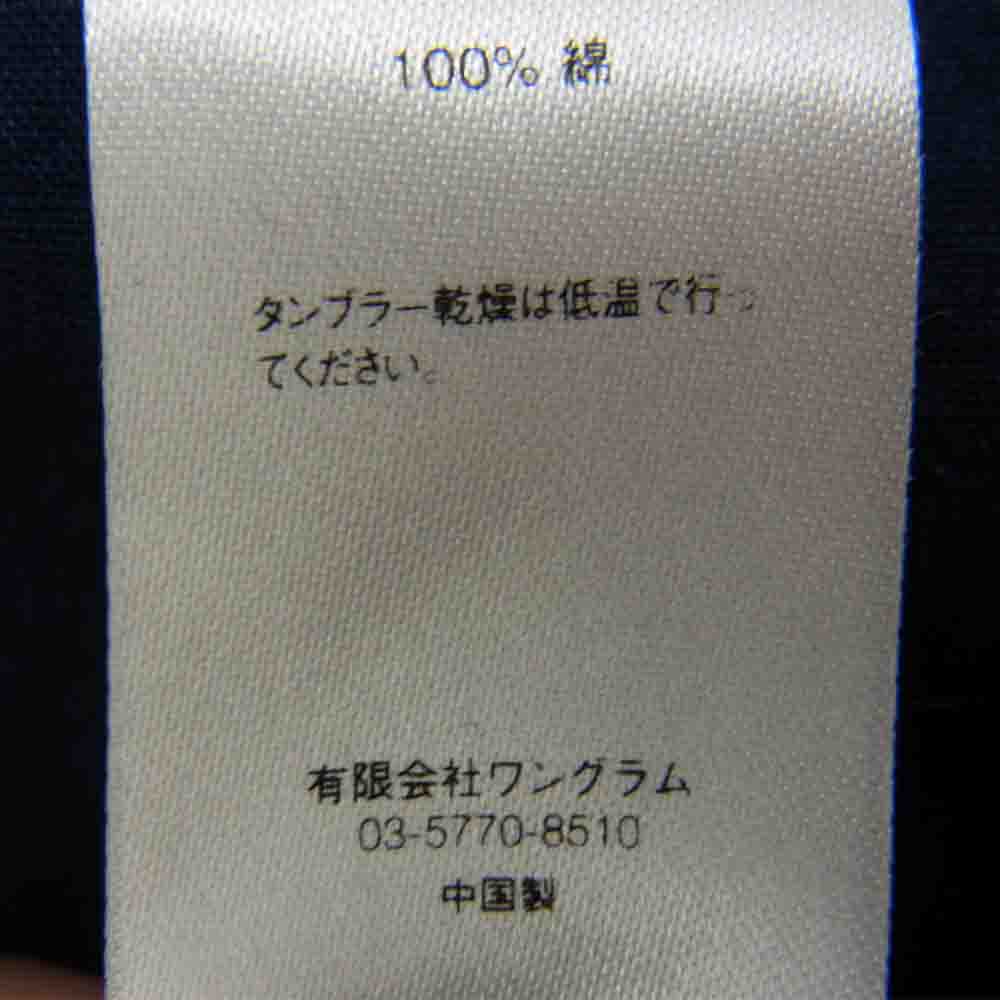 100% 綿
タンブラー乾燥は低温で行っ
てください。
有限会社ワングラム
03-5770-8510
中国製